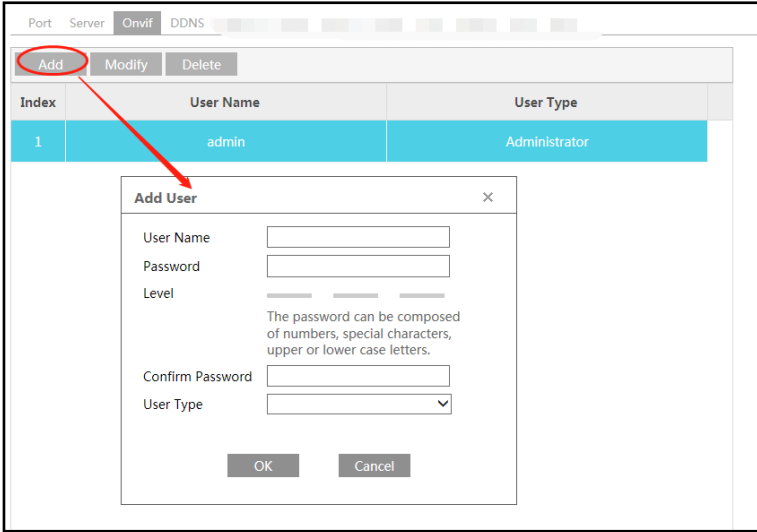 Port Server Onvif DDNS
Add Modify Delete
Index User Name User Type
1 admin Administrator
Add User ×
User Name
Password
Level
The password can be composed
of numbers, special characters,
upper or lower case letters.
Confirm Password
User Type
OK Cancel